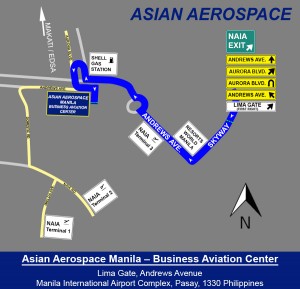 ASIAN AEROSPACE
MAKATI / EDSA
ANDREWS AVE.
SHELL
GAS
STATION
NAIA
EXIT
ANDREWS AVE.
AURORA BLVD.
AURORA BLVD.
ANDREWS AVE.
LIMA GATE
ASIAN AEROSPACE
MANILA
BUSINESS AVIATION
CENTER
ANDREWS AVE.
NAIA
Terminal 3
RESORTS
WORLD
MANILA
SKYWAY
NAIA
Terminal 2
NAIA
Terminal 1
N
Asian Aerospace Manila – Business Aviation Center
Lima Gate, Andrews Avenue
Manila International Airport Complex, Pasay, 1330 Philippines